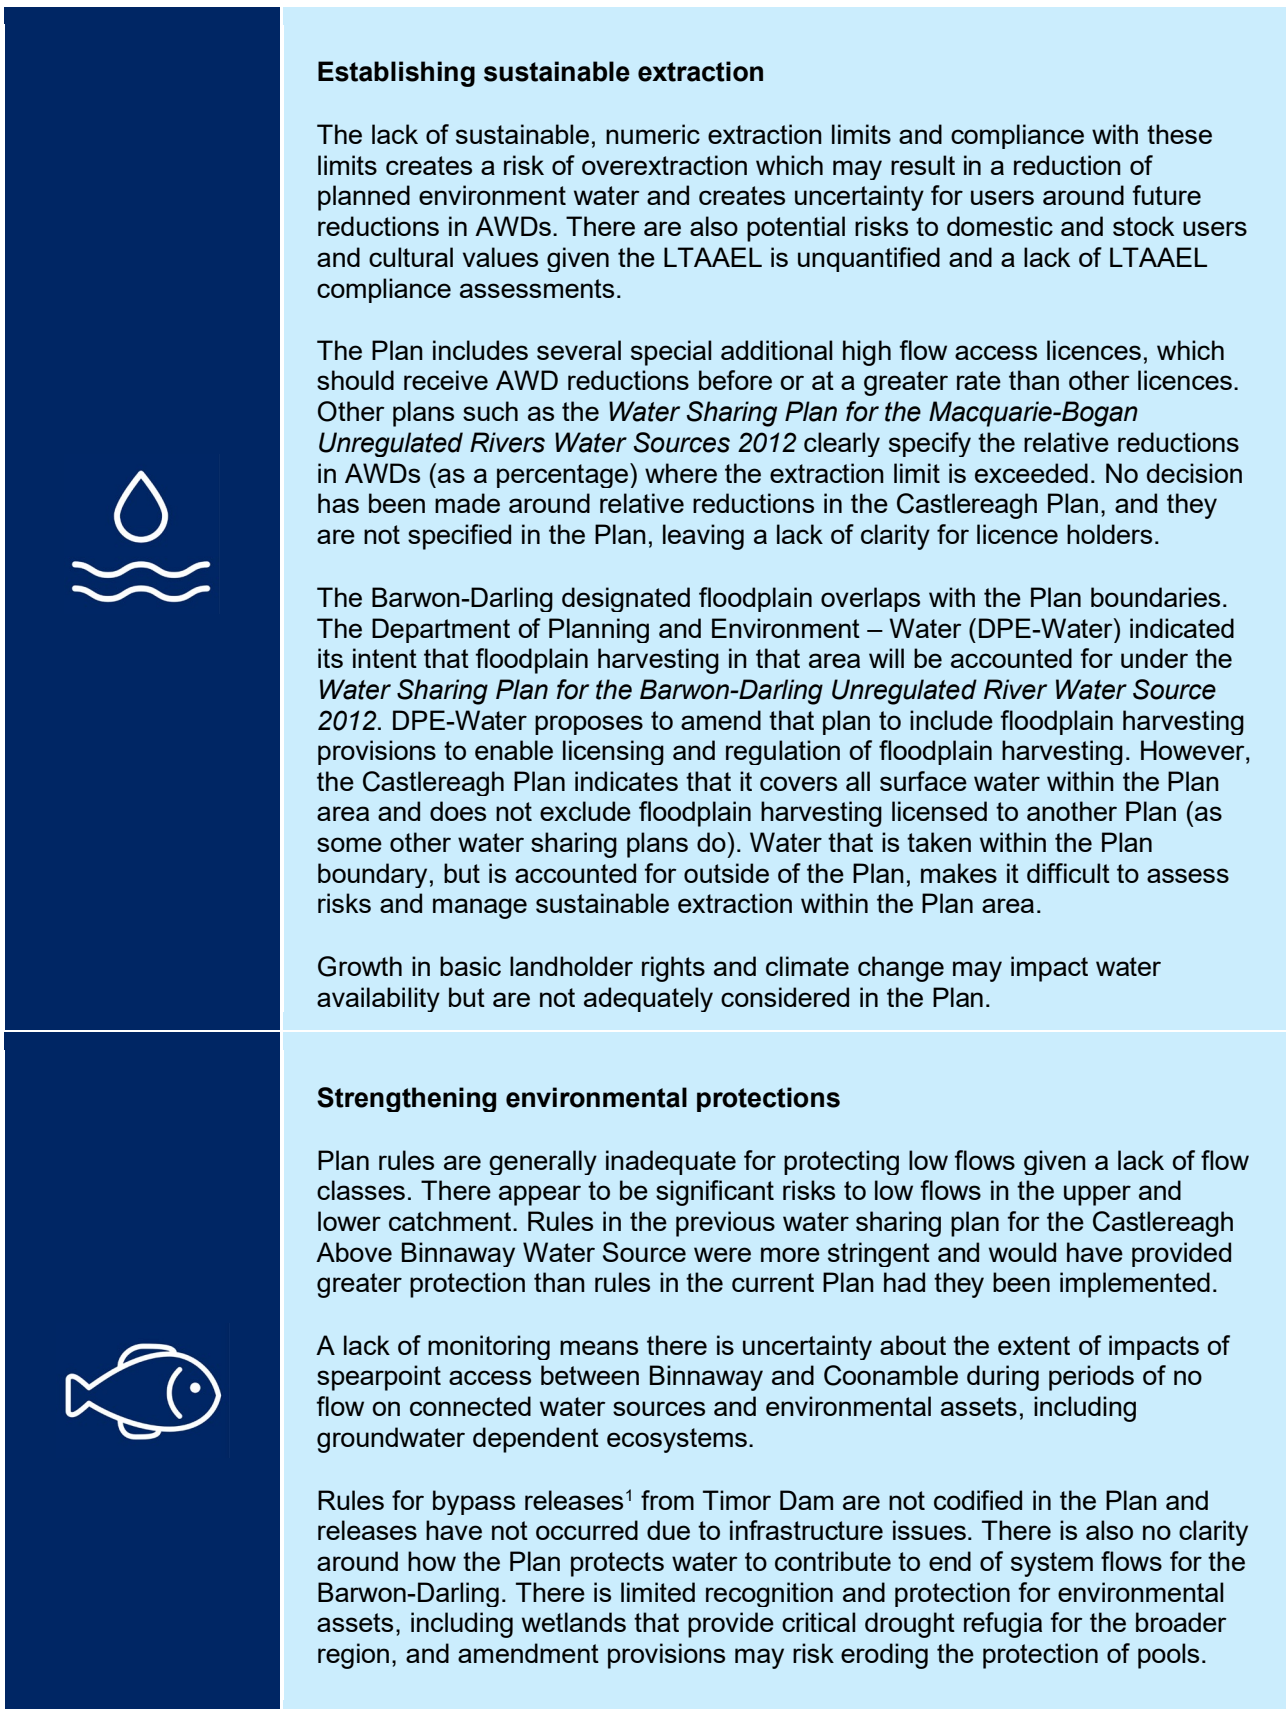 Establishing sustainable extraction
The lack of sustainable, numeric extraction limits and compliance with these
limits creates a risk of overextraction which may result in a reduction of
planned environment water and creates uncertainty for users around future
reductions in AWDs. There are also potential risks to domestic and stock users
and cultural values given the LTAAEL is unquantified and a lack of LTAAEL
compliance assessments.
The Plan includes several special additional high flow access licences, which
should receive AWD reductions before or at a greater rate than other licences.
Other plans such as the Water Sharing Plan for the Macquarie-Bogan
Unregulated Rivers Water Sources 2012 clearly specify the relative reductions
in AWDs (as a percentage) where the extraction limit is exceeded. No decision
has been made around relative reductions in the Castlereagh Plan, and they
are not specified in the Plan, leaving a lack of clarity for licence holders.
The Barwon-Darling designated floodplain overlaps with the Plan boundaries.
The Department of Planning and Environment – Water (DPE-Water) indicated
its intent that floodplain harvesting in that area will be accounted for under the
Water Sharing Plan for the Barwon-Darling Unregulated River Water Source
2012. DPE-Water proposes to amend that plan to include floodplain harvesting
provisions to enable licensing and regulation of floodplain harvesting. However,
the Castlereagh Plan indicates that it covers all surface water within the Plan
area and does not exclude floodplain harvesting licensed to another Plan (as
some other water sharing plans do). Water that is taken within the Plan
boundary, but is accounted for outside of the Plan, makes it difficult to assess
risks and manage sustainable extraction within the Plan area.
Growth in basic landholder rights and climate change may impact water
availability but are not adequately considered in the Plan.
Strengthening environmental protections
Plan rules are generally inadequate for protecting low flows given a lack of flow
classes. There appear to be significant risks to low flows in the upper and
lower catchment. Rules in the previous water sharing plan for the Castlereagh
Above Binnaway Water Source were more stringent and would have provided
greater protection than rules in the current Plan had they been implemented.
A lack of monitoring means there is uncertainty about the extent of impacts of
spearpoint access between Binnaway and Coonamble during periods of no
flow on connected water sources and environmental assets, including
groundwater dependent ecosystems.
Rules for bypass releases¹ from Timor Dam are not codified in the Plan and
releases have not occurred due to infrastructure issues. There is also no clarity
around how the Plan protects water to contribute to end of system flows for the
Barwon-Darling. There is limited recognition and protection for environmental
assets, including wetlands that provide critical drought refugia for the broader
region, and amendment provisions may risk eroding the protection of pools.